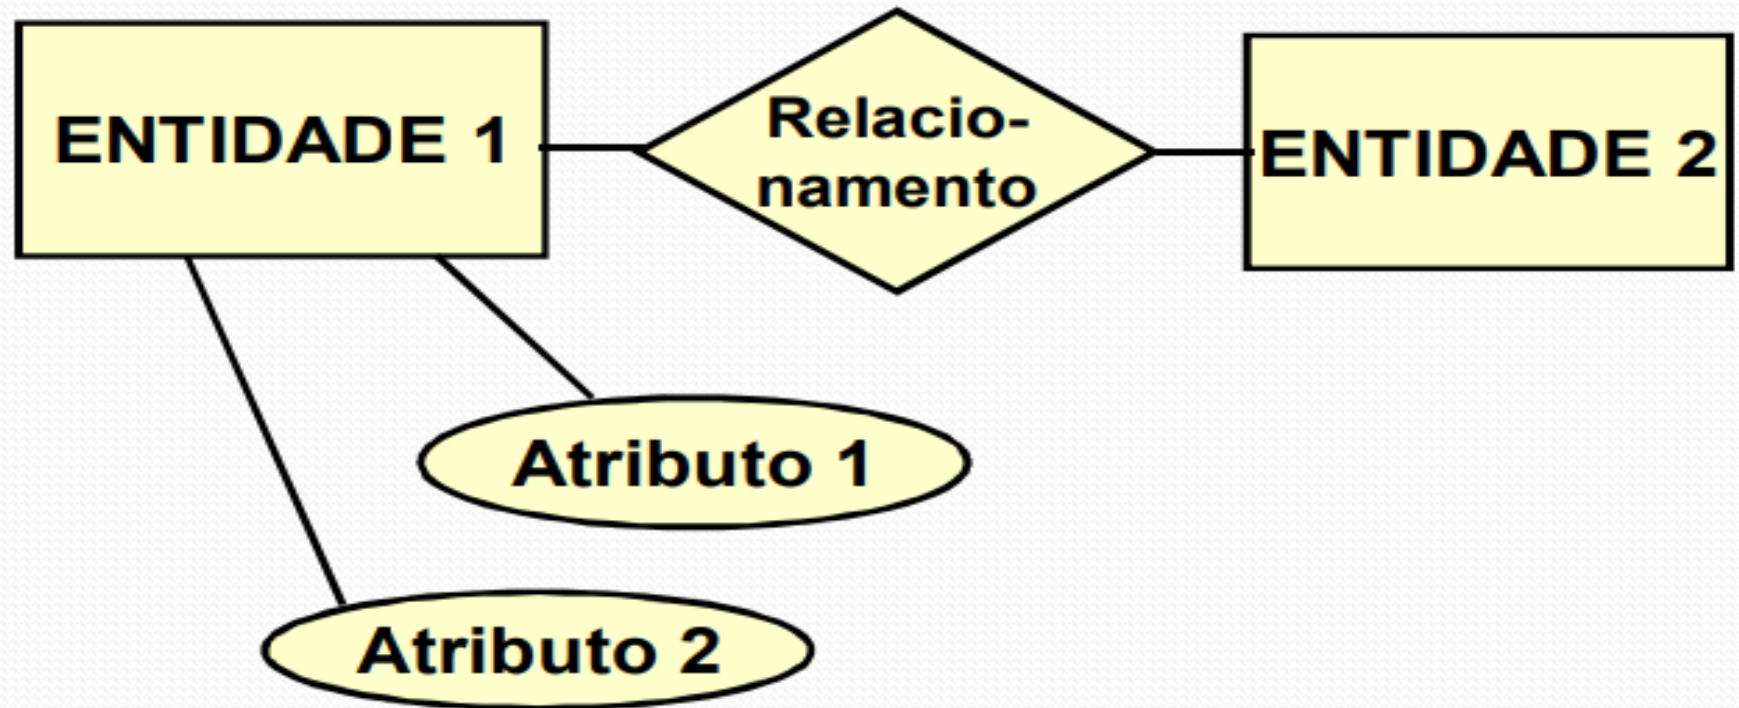 ENTIDADE 1
Relacio-
namento
ENTIDADE 2
Atributo 1
Atributo 2